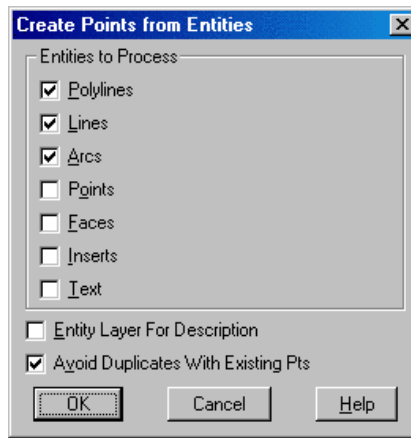 Create Points from Entities
Entities to Process
Polylines
Lines
Arcs
Points
Faces
Inserts
Text
Entity Layer For Description
Avoid Duplicates With Existing Pts
OK Cancel Help